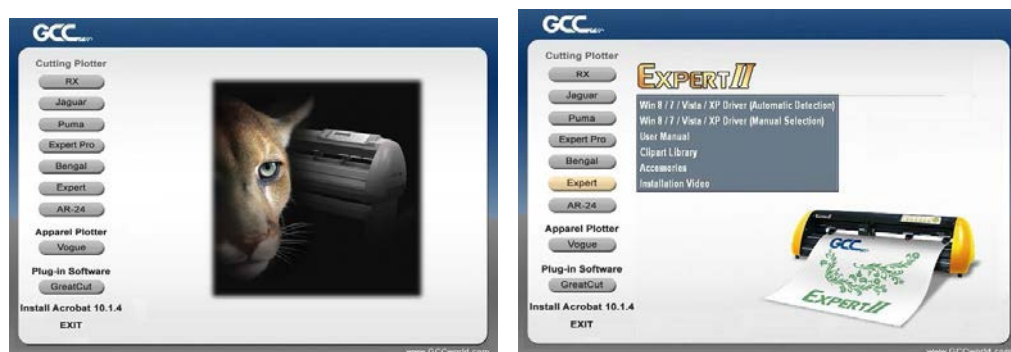 GCC
Cutting Plotter
RX
Jaguar
Puma
Expert Pro
Bengal
Expert
AR-24
Apparel Plotter
Vogue
Plug-in Software
GreatCut
Install Acrobat 10.1.4
EXIT
www.GCCworld.com
GCC
Cutting Plotter
RX
Jaguar
Puma
Expert Pro
Bengal
Expert
AR-24
Apparel Plotter
Vogue
Plug-in Software
GreatCut
Install Acrobat 10.1.4
EXIT
EXPERT II
Win 8 / 7 / Vista / XP Driver (Automatic Detection)
Win 8 / 7 / Vista / XP Driver (Manual Selection)
User Manual
Clipart Library
Accessories
Installation Video
GCC
EXPERT II
www.GCCworld.com